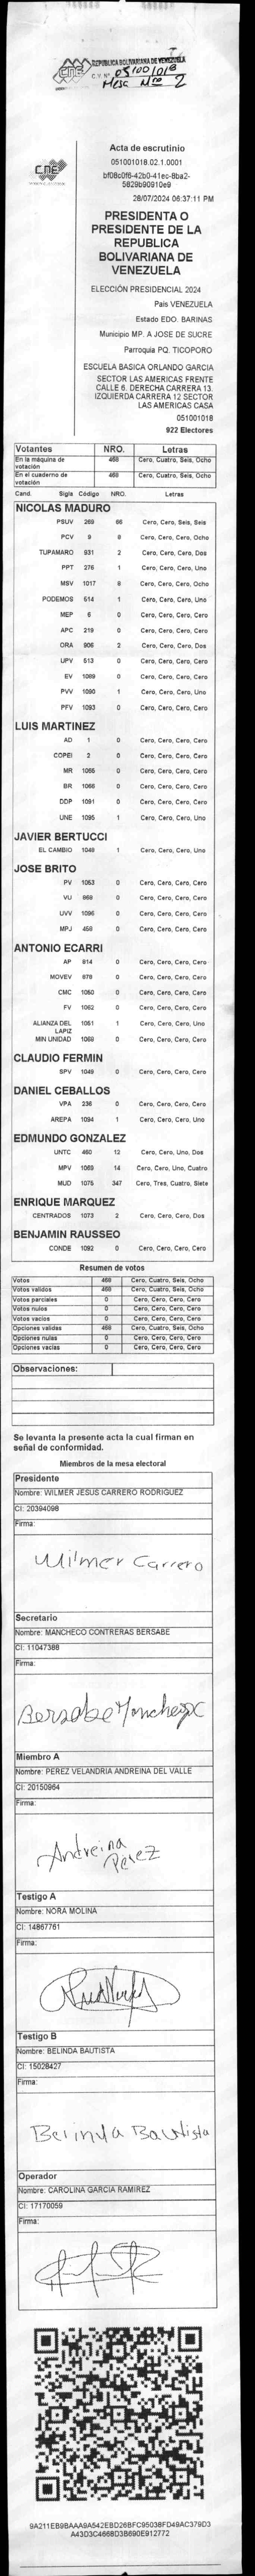 REPUBLICA BOLIVARIANA DE VENEZUELA
CNE
C.V. Nº 051001018
Mesa Nro 2
CNE
Acta de escrutinio
051001018.02.1.0001
bf08c0f6-42b0-41ec-8ba2-
5829b90910e9
28/07/2024 06:37:11 PM
PRESIDENTA O
PRESIDENTE DE LA
REPUBLICA
BOLIVARIANA DE
VENEZUELA
ELECCIÓN PRESIDENCIAL 2024
País VENEZUELA
Estado EDO. BARINAS
Municipio MP. A JOSE DE SUCRE
Parroquia PQ. TICOPORO
ESCUELA BASICA ORLANDO GARCIA
SECTOR LAS AMERICAS FRENTE
CALLE 6. DERECHA CARRERA 13.
IZQUIERDA CARRERA 12 SECTOR
LAS AMERICAS CASA
051001018
922 Electores
Votantes NRO. Letras
En la máquina de votación 468 Cero, Cuatro, Seis, Ocho
En el cuaderno de votación 468 Cero, Cuatro, Seis, Ocho
Cand. Sigla Código NRO. Letras
NICOLAS MADURO
PSUV 269 66 Cero, Cero, Seis, Seis
PCV 9 8 Cero, Cero, Cero, Ocho
TUPAMARO 931 2 Cero, Cero, Cero, Dos
PPT 276 1 Cero, Cero, Cero, Uno
MSV 1017 8 Cero, Cero, Cero, Ocho
PODEMOS 514 1 Cero, Cero, Cero, Uno
MEP 6 0 Cero, Cero, Cero, Cero
APC 219 0 Cero, Cero, Cero, Cero
ORA 906 2 Cero, Cero, Cero, Dos
UPV 513 0 Cero, Cero, Cero, Cero
EV 1089 0 Cero, Cero, Cero, Cero
PVV 1090 1 Cero, Cero, Cero, Uno
PFV 1093 0 Cero, Cero, Cero, Cero
LUIS MARTINEZ
AD 1 0 Cero, Cero, Cero, Cero
COPEI 2 0 Cero, Cero, Cero, Cero
MR 1065 0 Cero, Cero, Cero, Cero
BR 1066 0 Cero, Cero, Cero, Cero
DDP 1091 0 Cero, Cero, Cero, Cero
UNE 1095 1 Cero, Cero, Cero, Uno
JAVIER BERTUCCI
EL CAMBIO 1048 1 Cero, Cero, Cero, Uno
JOSE BRITO
PV 1053 0 Cero, Cero, Cero, Cero
VU 868 0 Cero, Cero, Cero, Cero
UVV 1096 0 Cero, Cero, Cero, Cero
MPJ 458 0 Cero, Cero, Cero, Cero
ANTONIO ECARRI
AP 814 0 Cero, Cero, Cero, Cero
MOVEV 879 0 Cero, Cero, Cero, Cero
CMC 1050 0 Cero, Cero, Cero, Cero
FV 1062 0 Cero, Cero, Cero, Cero
ALIANZA DEL LAPIZ 1051 1 Cero, Cero, Cero, Uno
MIN UNIDAD 1069 0 Cero, Cero, Cero, Cero
CLAUDIO FERMIN
SPV 1049 0 Cero, Cero, Cero, Cero
DANIEL CEBALLOS
VPA 236 0 Cero, Cero, Cero, Cero
AREPA 1094 1 Cero, Cero, Cero, Uno
EDMUNDO GONZALEZ
UNTC 460 12 Cero, Cero, Uno, Dos
MPV 1069 14 Cero, Cero, Uno, Cuatro
MUD 1075 347 Cero, Tres, Cuatro, Siete
ENRIQUE MARQUEZ
CENTRADOS 1073 2 Cero, Cero, Cero, Dos
BENJAMIN RAUSSEO
CONDE 1092 0 Cero, Cero, Cero, Cero
Resumen de votos
Votos 468 Cero, Cuatro, Seis, Ocho
Votos validos 468 Cero, Cuatro, Seis, Ocho
Votos parciales 0 Cero, Cero, Cero, Cero
Votos nulos 0 Cero, Cero, Cero, Cero
Votos vacios 0 Cero, Cero, Cero, Cero
Opciones validas 468 Cero, Cuatro, Seis, Ocho
Opciones nulas 0 Cero, Cero, Cero, Cero
Opciones vacias 0 Cero, Cero, Cero, Cero
Observaciones:
Se levanta la presente acta la cual firman en
señal de conformidad.
Miembros de la mesa electoral
Presidente
Nombre: WILMER JESUS CARRERO RODRIGUEZ
CI: 20394098
Firma:
Wilmer Carrero
Secretario
Nombre: MANCHECO CONTRERAS BERSABE
CI: 11047388
Firma:
Bersabe Manchego C
Miembro A
Nombre: PEREZ VELANDRIA ANDREINA DEL VALLE
CI: 20150964
Firma:
Andreina
Perez
Testigo A
Nombre: NORA MOLINA
CI: 14867761
Firma:
Testigo B
Nombre: BELINDA BAUTISTA
CI: 15028427
Firma:
Belinda Bautista
Operador
Nombre: CAROLINA GARCIA RAMIREZ
CI: 17170059
Firma:
9A211EB9BAAA9A542EBD26BFC95038FD49AC379D3
A43D3C4668D3B690E912772